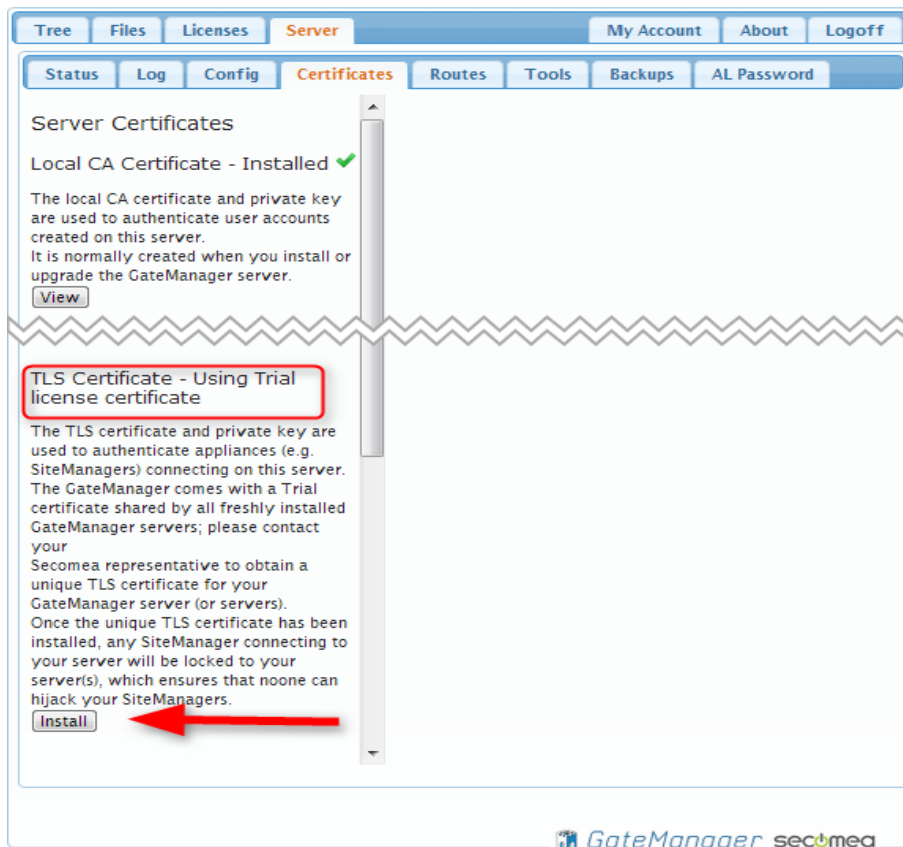 Tree Files Licenses Server My Account About Logoff
Status Log Config Certificates Routes Tools Backups AL Password
Server Certificates
Local CA Certificate - Installed
The local CA certificate and private key
are used to authenticate user accounts
created on this server.
It is normally created when you install or
upgrade the GateManager server.
View
TLS Certificate - Using Trial
license certificate
The TLS certificate and private key are
used to authenticate appliances (e.g.
SiteManagers) connecting on this server.
The GateManager comes with a Trial
certificate shared by all freshly installed
GateManager servers; please contact
your
Secomea representative to obtain a
unique TLS certificate for your
GateManager server (or servers).
Once the unique TLS certificate has been
installed, any SiteManager connecting to
your server will be locked to your
server(s), which ensures that noone can
hijack your SiteManagers.
Install
GateManager secomea